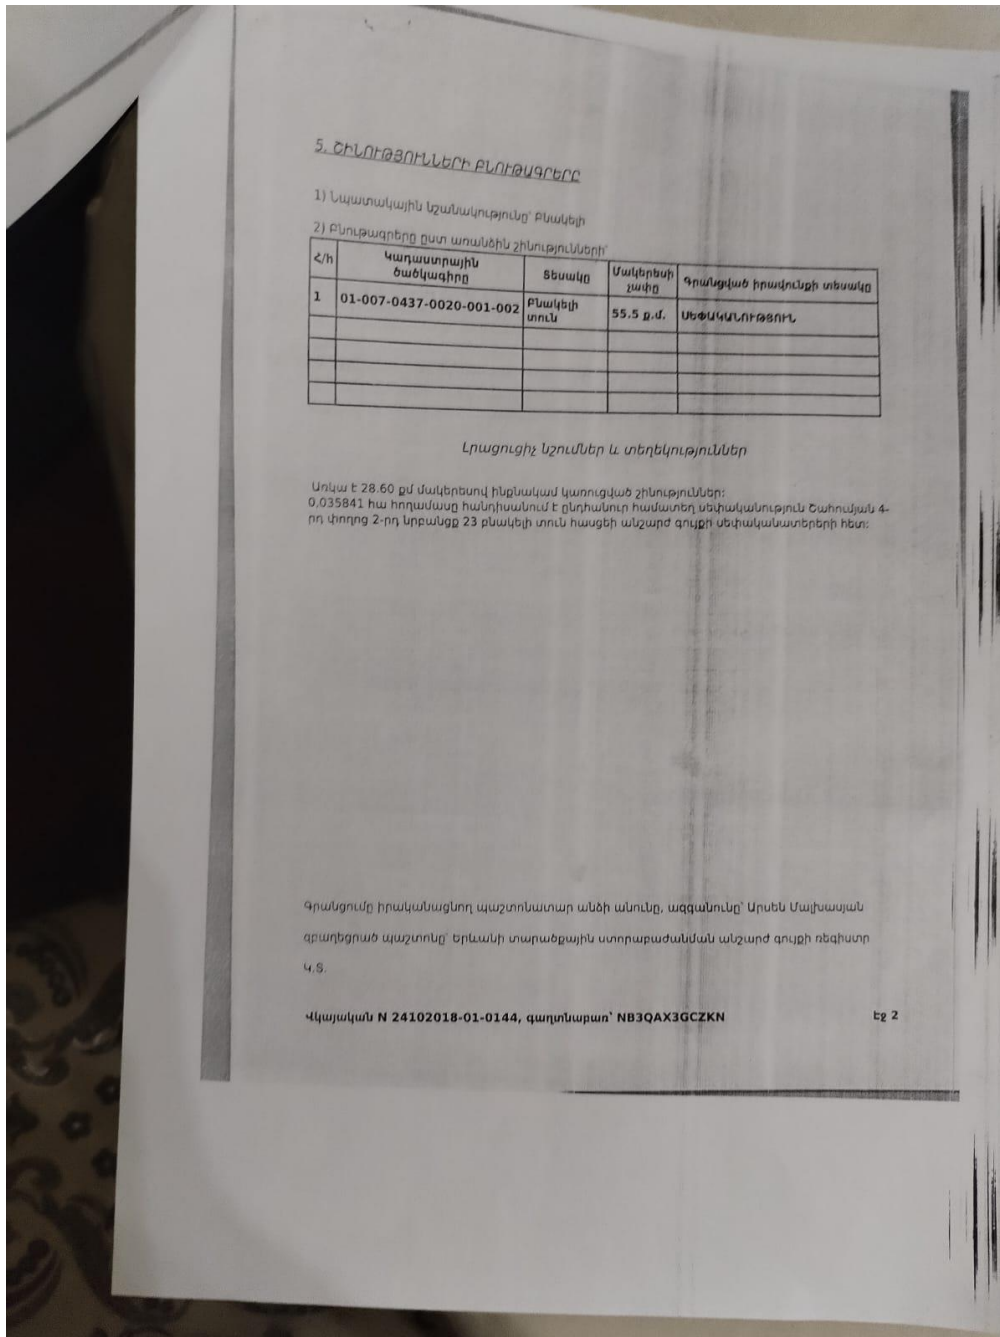 5. ՇԻՆՈՒԹՅՈՒՆՆԵՐԻ ԲՆՈՒԹԱԳՐԵՐԸ
1) Նպատակային նշանակությունը՝ Բնակելի
2) Բնութագրերը ըստ առանձին շինությունների՝
Հ/հ Կադաստրային ծածկագիրը Տեսակը Մակերեսի չափը Գրանցված իրավունքի տեսակը
1 01-007-0437-0020-001-002 Բնակելի տուն 55.5 ք.մ. ՍԵՓԱԿԱՆՈՒԹՅՈՒՆ
Լրացուցիչ նշումներ և տեղեկություններ
Առկա է 28.60 քմ մակերեսով ինքնակամ կառուցված շինություններ:
0,035841 հա հողամասը հանդիսանում է ընդհանուր համատեղ սեփականություն Շահումյան 4-
րդ փողոց 2-րդ նրբանցք 23 բնակելի տուն հասցեի անշարժ գույքի սեփականատերերի հետ:
Գրանցումը իրականացնող պաշտոնատար անձի անունը, ազգանունը՝ Արսեն Մալխասյան
զբաղեցրած պաշտոնը՝ Երևանի տարածքային ստորաբաժանման անշարժ գույքի ռեգիստր
Կ.Տ.
Վկայական N 24102018-01-0144, գաղտնաբառ՝ NB3QAX3GCZKN Էջ 2